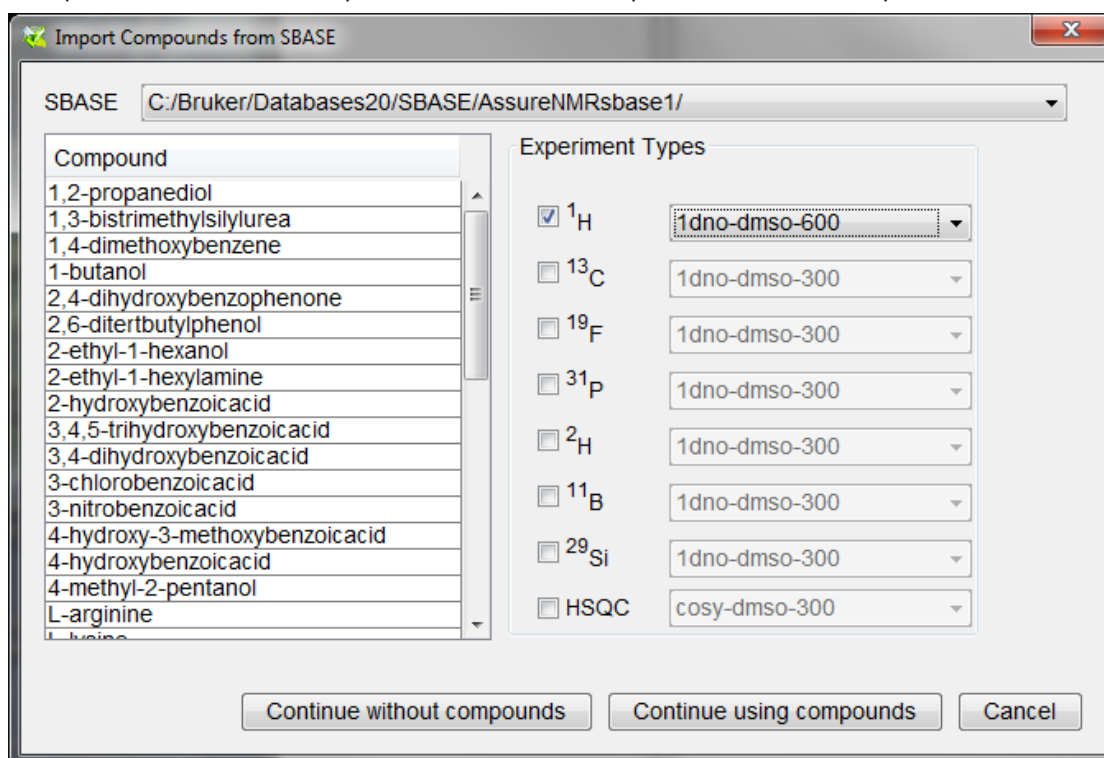 Import Compounds from SBASE
SBASE C:/Bruker/Databases20/SBASE/AssureNMRsbase1/
Compound
1,2-propanediol
1,3-bistrimethylsilylurea
1,4-dimethoxybenzene
1-butanol
2,4-dihydroxybenzophenone
2,6-ditertbutylphenol
2-ethyl-1-hexanol
2-ethyl-1-hexylamine
2-hydroxybenzoicacid
3,4,5-trihydroxybenzoicacid
3,4-dihydroxybenzoicacid
3-chlorobenzoicacid
3-nitrobenzoicacid
4-hydroxy-3-methoxybenzoicacid
4-hydroxybenzoicacid
4-methyl-2-pentanol
L-arginine
Experiment Types
¹H 1dno-dmso-600
¹³C 1dno-dmso-300
¹⁹F 1dno-dmso-300
³¹P 1dno-dmso-300
²H 1dno-dmso-300
¹¹B 1dno-dmso-300
²⁹Si 1dno-dmso-300
HSQC cosy-dmso-300
Continue without compounds Continue using compounds Cancel